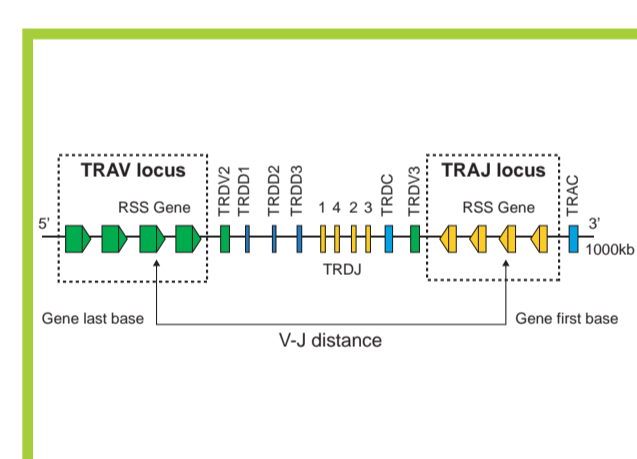 TRAV locus
TRAJ locus
RSS Gene
RSS Gene
TRDV2
TRDD1
TRDD2
TRDD3
1 4 2 3
TRDC
TRDV3
TRAC
5’
3’
1000kb
TRDJ
Gene last base
Gene first base
V-J distance